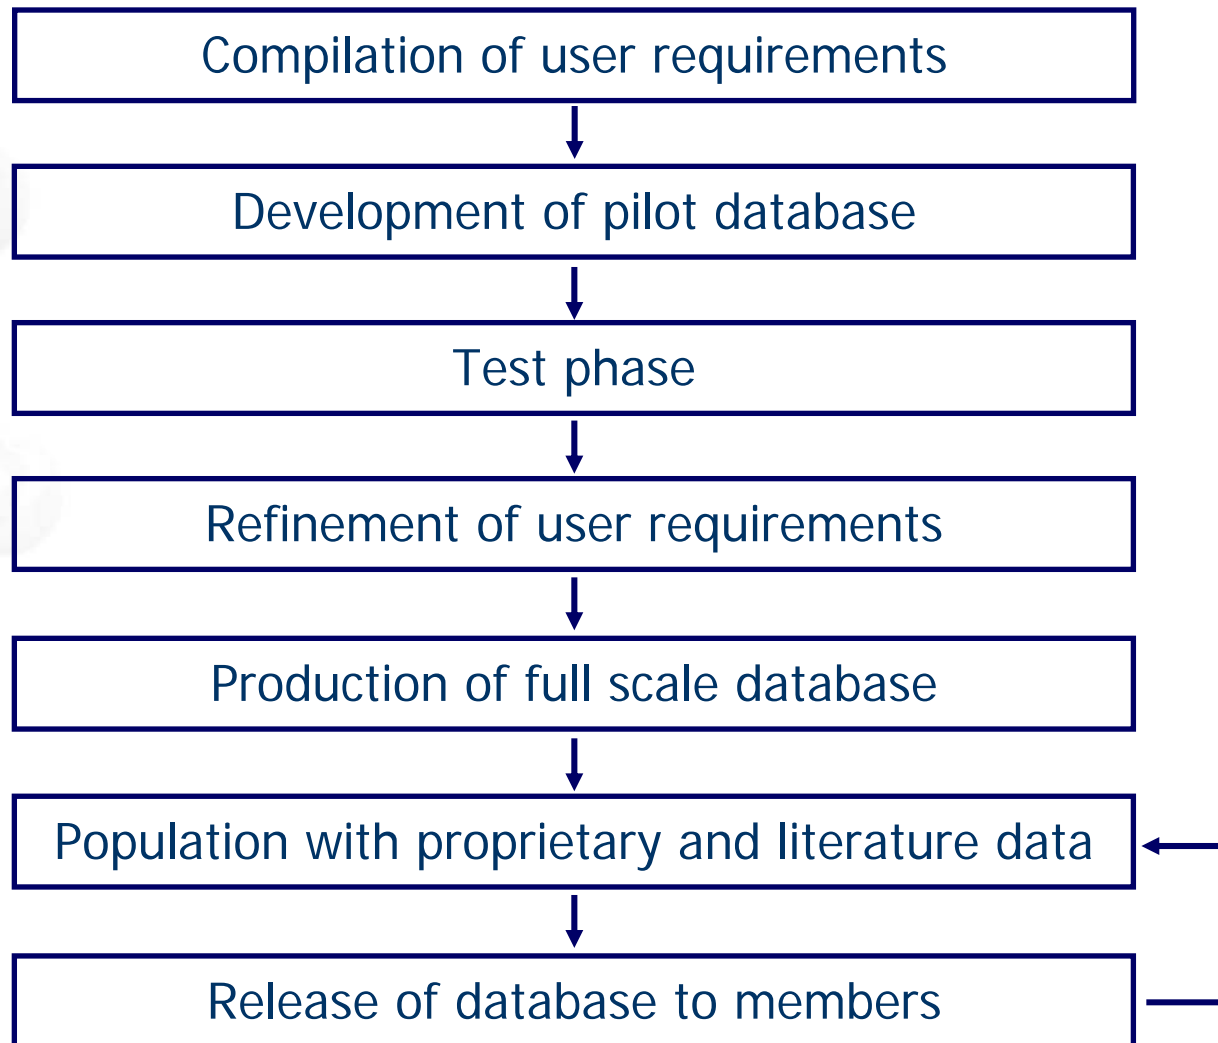 Compilation of user requirements
Development of pilot database
Test phase
Refinement of user requirements
Production of full scale database
Population with proprietary and literature data
Release of database to members